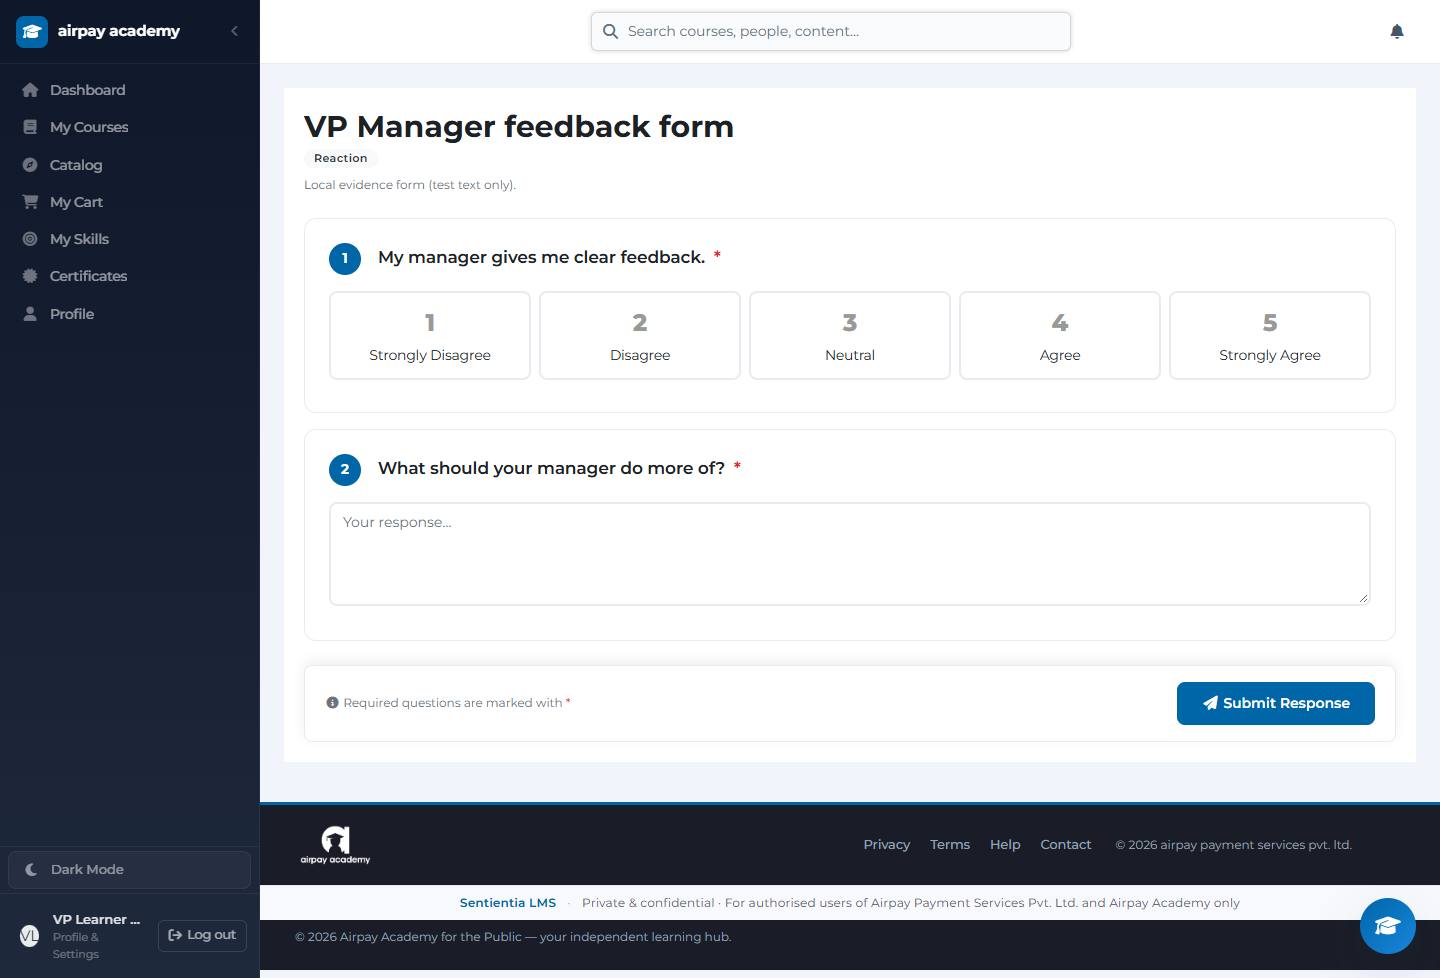 airpay academy
Search courses, people, content...
Dashboard
My Courses
Catalog
My Cart
My Skills
Certificates
Profile
VP Manager feedback form
Reaction
Local evidence form (test text only).
1 My manager gives me clear feedback. *
1 2 3 4 5
Strongly Disagree Disagree Neutral Agree Strongly Agree
2 What should your manager do more of? *
Your response...
Required questions are marked with *
Submit Response
Dark Mode
VP Learner ...
VL
Profile & 
Settings
Log out
airpay academy
Privacy Terms Help Contact © 2026 airpay payment services pvt. ltd.
Sentientia LMS · Private & confidential · For authorised users of Airpay Payment Services Pvt. Ltd. and Airpay Academy only
© 2026 Airpay Academy for the Public — your independent learning hub.